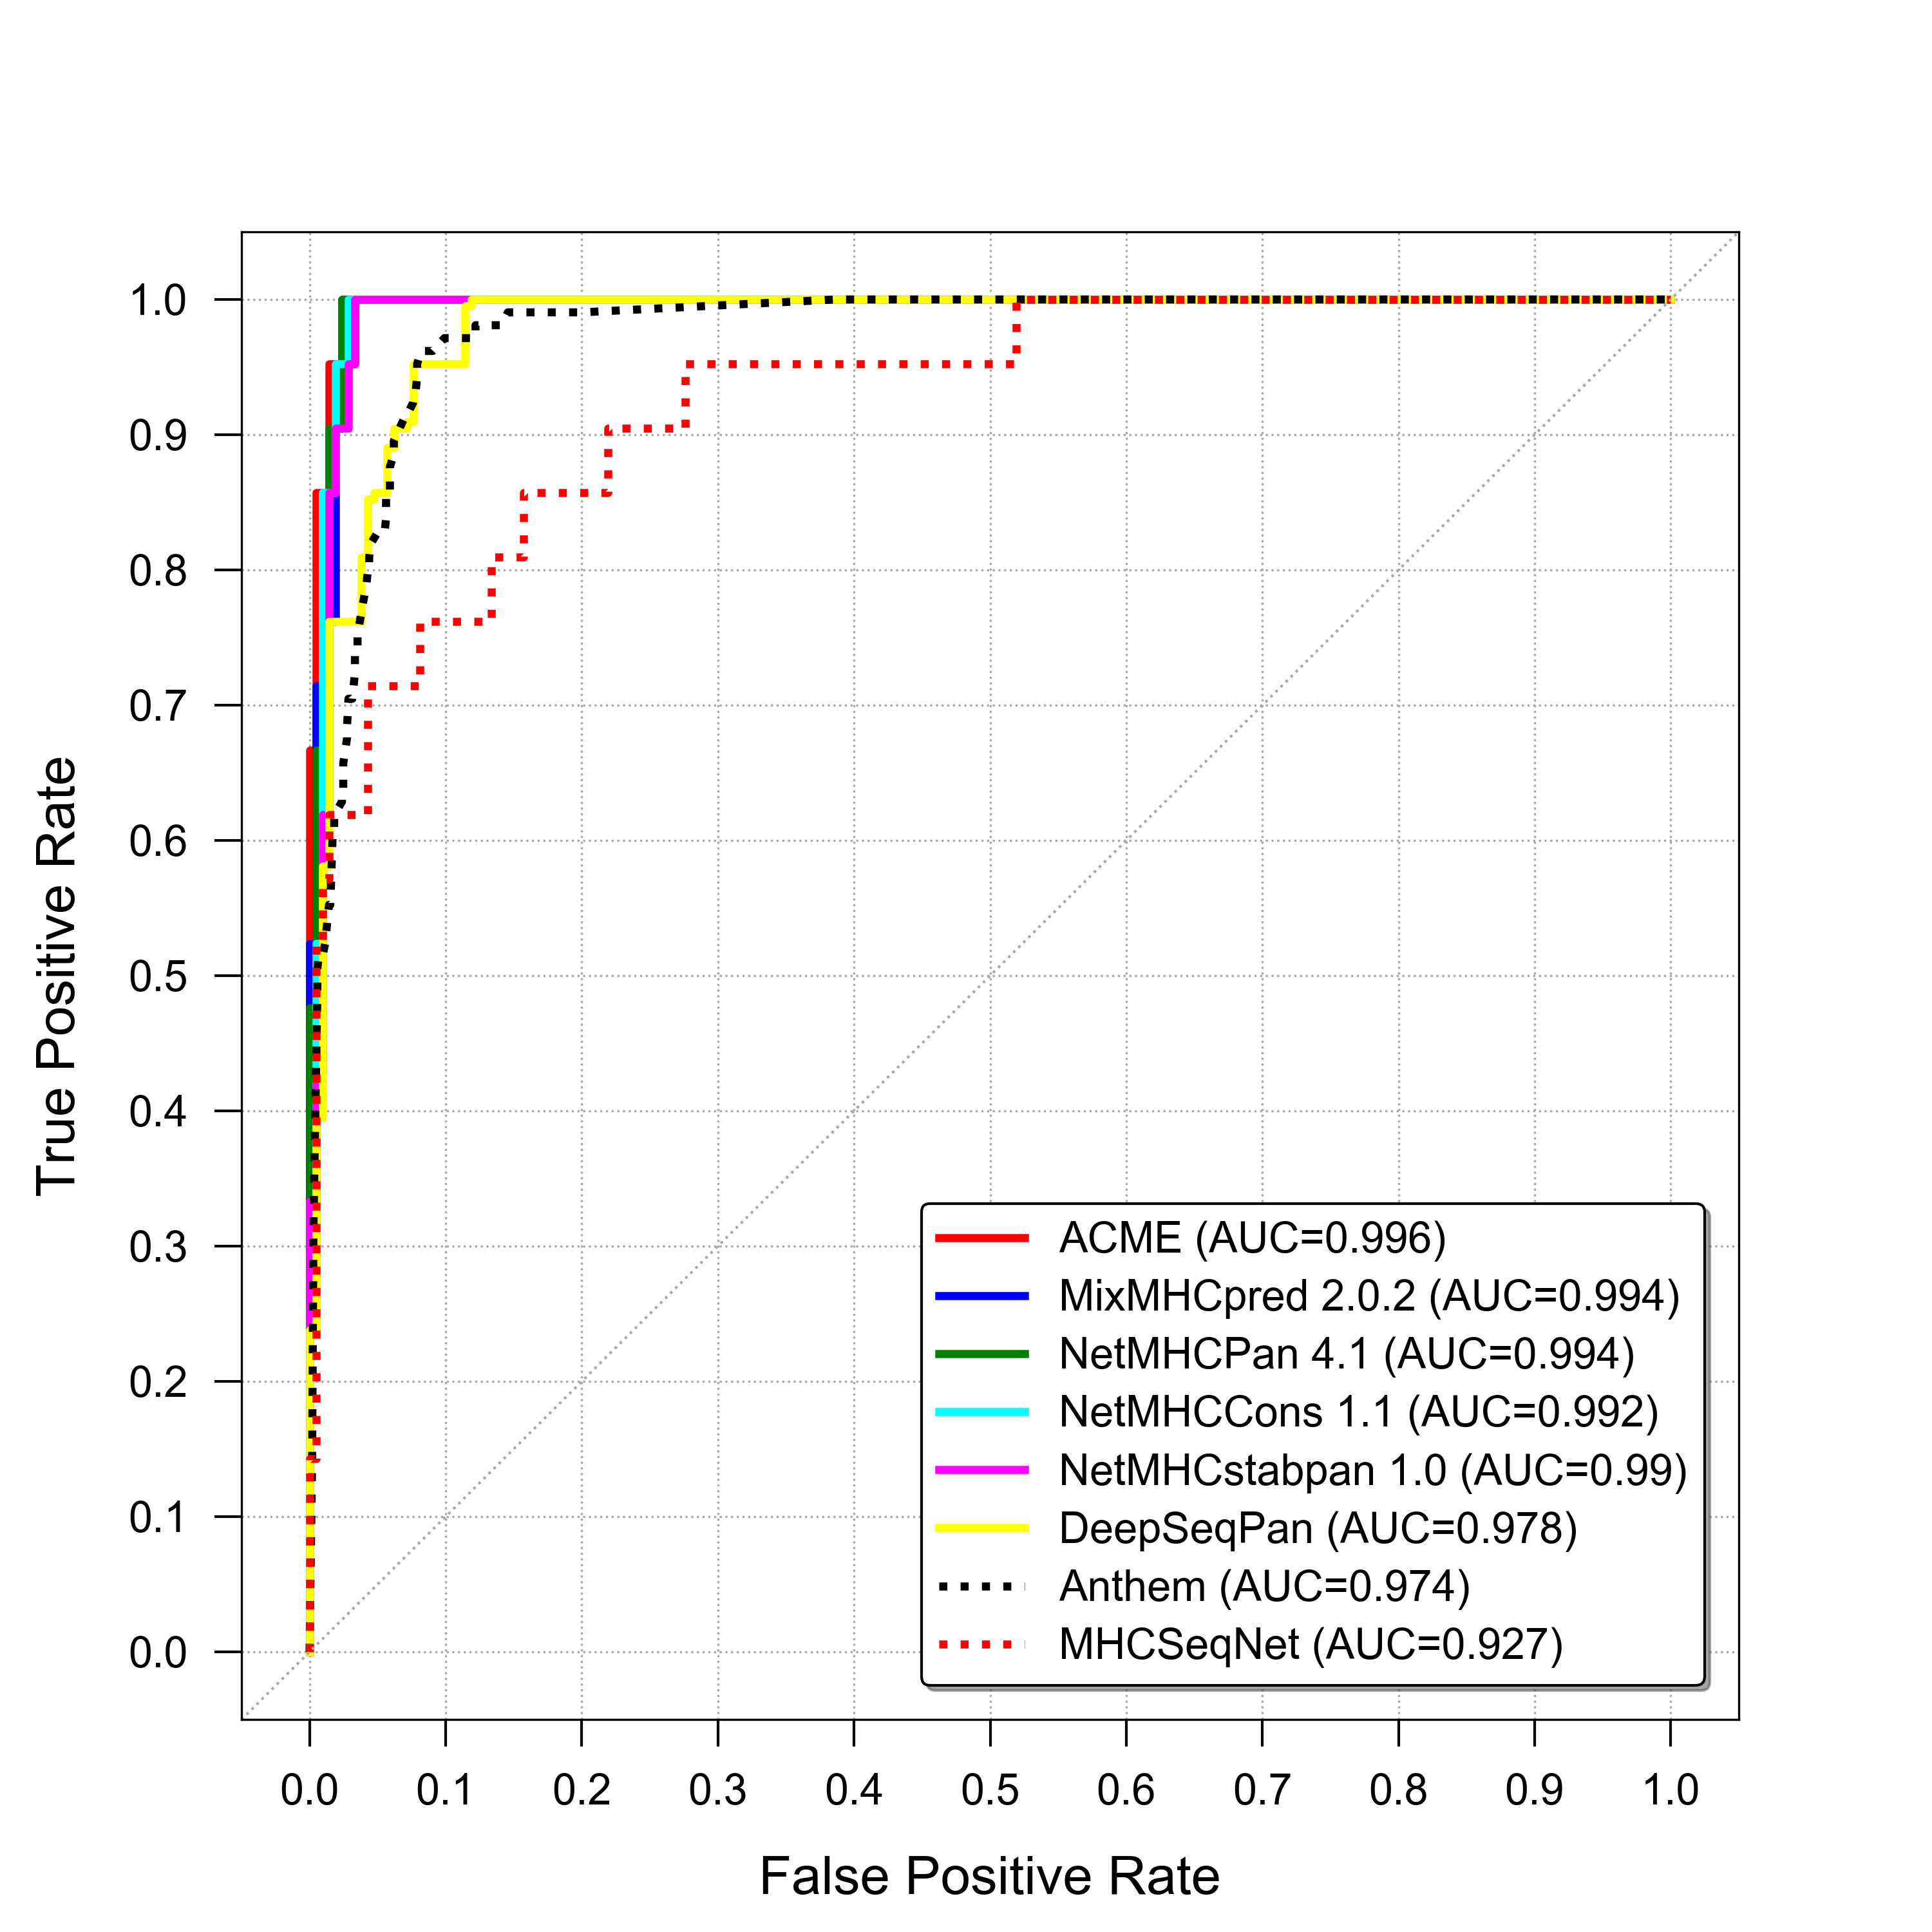 1.0
0.9
0.8
0.7
0.6
0.5
0.4
0.3
0.2
0.1
0.0
True Positive Rate
ACME (AUC=0.996)
MixMHCpred 2.0.2 (AUC=0.994)
NetMHCPan 4.1 (AUC=0.994)
NetMHCCons 1.1 (AUC=0.992)
NetMHCstabpan 1.0 (AUC=0.99)
DeepSeqPan (AUC=0.978)
Anthem (AUC=0.974)
MHCSeqNet (AUC=0.927)
0.0 0.1 0.2 0.3 0.4 0.5 0.6 0.7 0.8 0.9 1.0
False Positive Rate